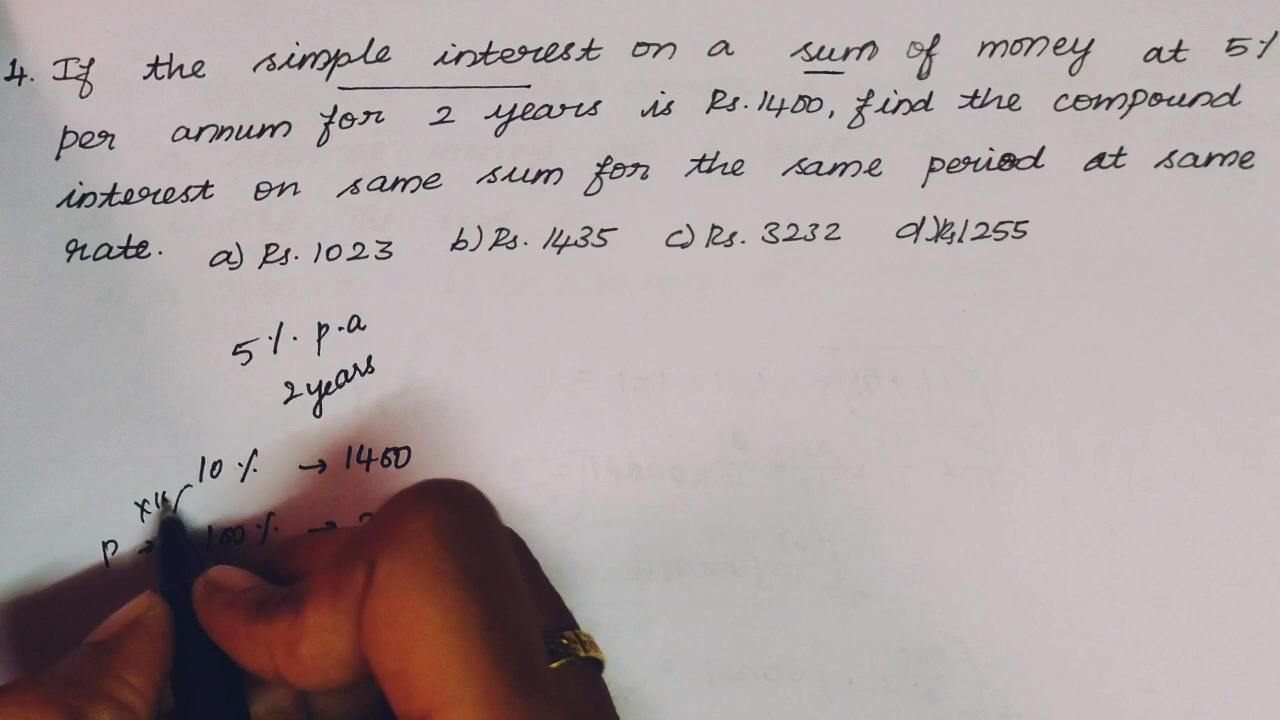 4. If the simple interest on a sum of money at 5%
per annum for 2 years is Rs. 1400, find the compound
interest on same sum for the same period at same
rate. a) Rs. 1023 b) Rs. 1435 c) Rs. 3232 d) Rs 1255
5%. p.a
2 years
10% → 1400
P → 100% →